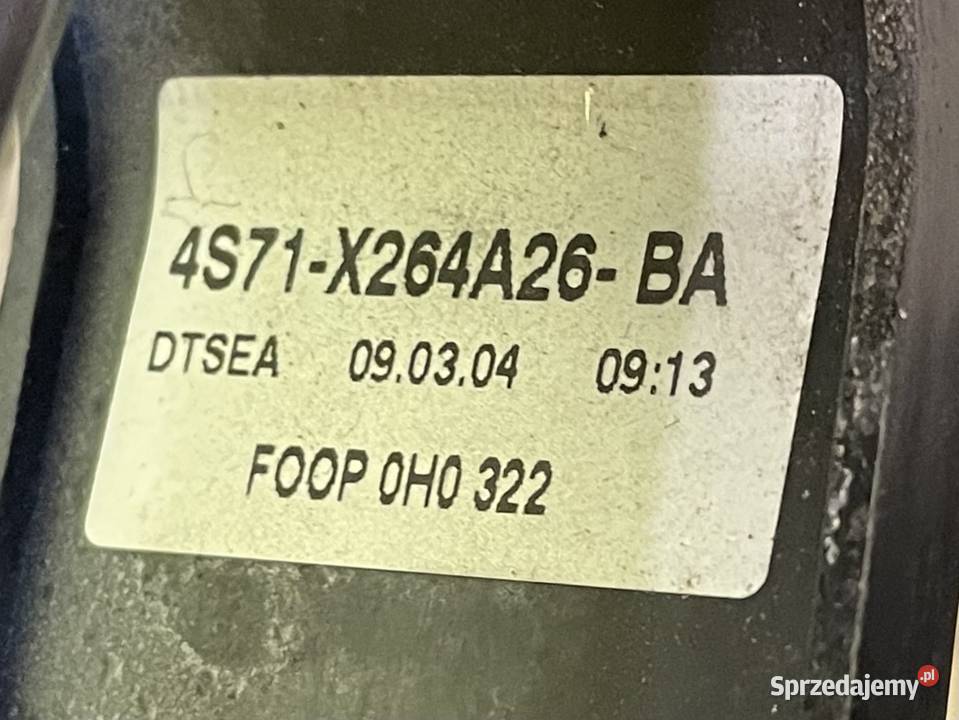 4S71-X264A26- BA
DTSEA 09.03.04 09:13
FOOP 0H0 322
Sprzedajemy.pl